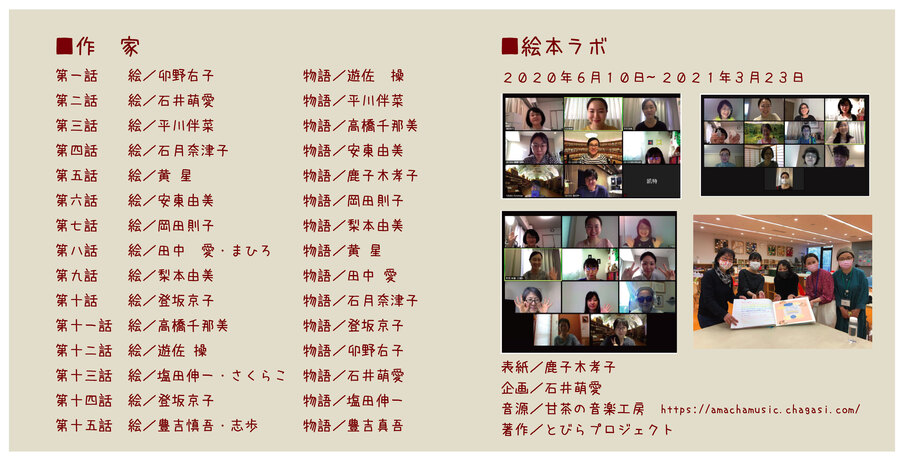 ■作　家
第一話　絵／卯野右子　物語／遊佐　操
第二話　絵／石井萌愛　物語／平川伴菜
第三話　絵／平川伴菜　物語／高橋千那美
第四話　絵／石月奈津子　物語／安東由美
第五話　絵／黄 星　物語／鹿子木孝子
第六話　絵／安東由美　物語／岡田則子
第七話　絵／岡田則子　物語／梨本由美
第八話　絵／田中　愛・まひろ　物語／黄 星
第九話　絵／梨本由美　物語／田中 愛
第十話　絵／登坂京子　物語／石月奈津子
第十一話　絵／高橋千那美　物語／登坂京子
第十二話　絵／遊佐 操　物語／卯野右子
第十三話　絵／塩田伸一・さくらこ　物語／石井萌愛
第十四話　絵／登坂京子　物語／塩田伸一
第十五話　絵／豊吉慎吾・志歩　物語／豊吉真吾
■絵本ラボ
２０２０年６月１０日~２０２１年３月２３日
凱特
表紙／鹿子木孝子
企画／石井萌愛
音源／甘茶の音楽工房　https://amachamusic.chagasi.com/
著作／とびらプロジェクト